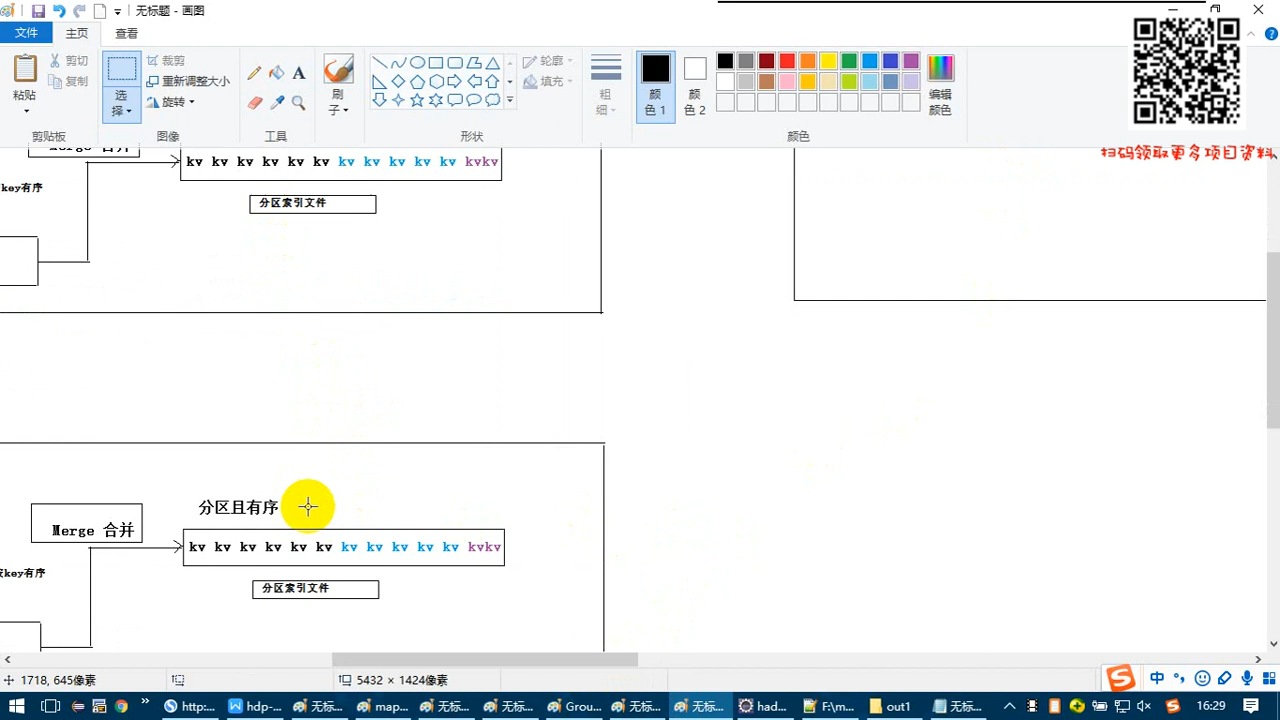 无标题 - 画图
文件 主页 查看
粘贴
剪切
复制
剪贴板
选择
裁剪
重新调整大小
旋转
图像
工具
刷子
轮廓
填充
形状
粗细
颜色 1
颜色 2
编辑颜色
颜色
扫码领取更多项目资料
kv kv kv kv kv kv kv kv kv kv kv kvkv
key有序
分区索引文件
分区且有序
Merge 合并
kv kv kv kv kv kv kv kv kv kv kv kvkv
分区索引文件
key有序
1718, 645像素
5432 × 1424像素
中
http:... hdp-... 无标... map... 无标... 无标... Grou... 无标... 无标... had... F:\m... out1 无标...
16:29